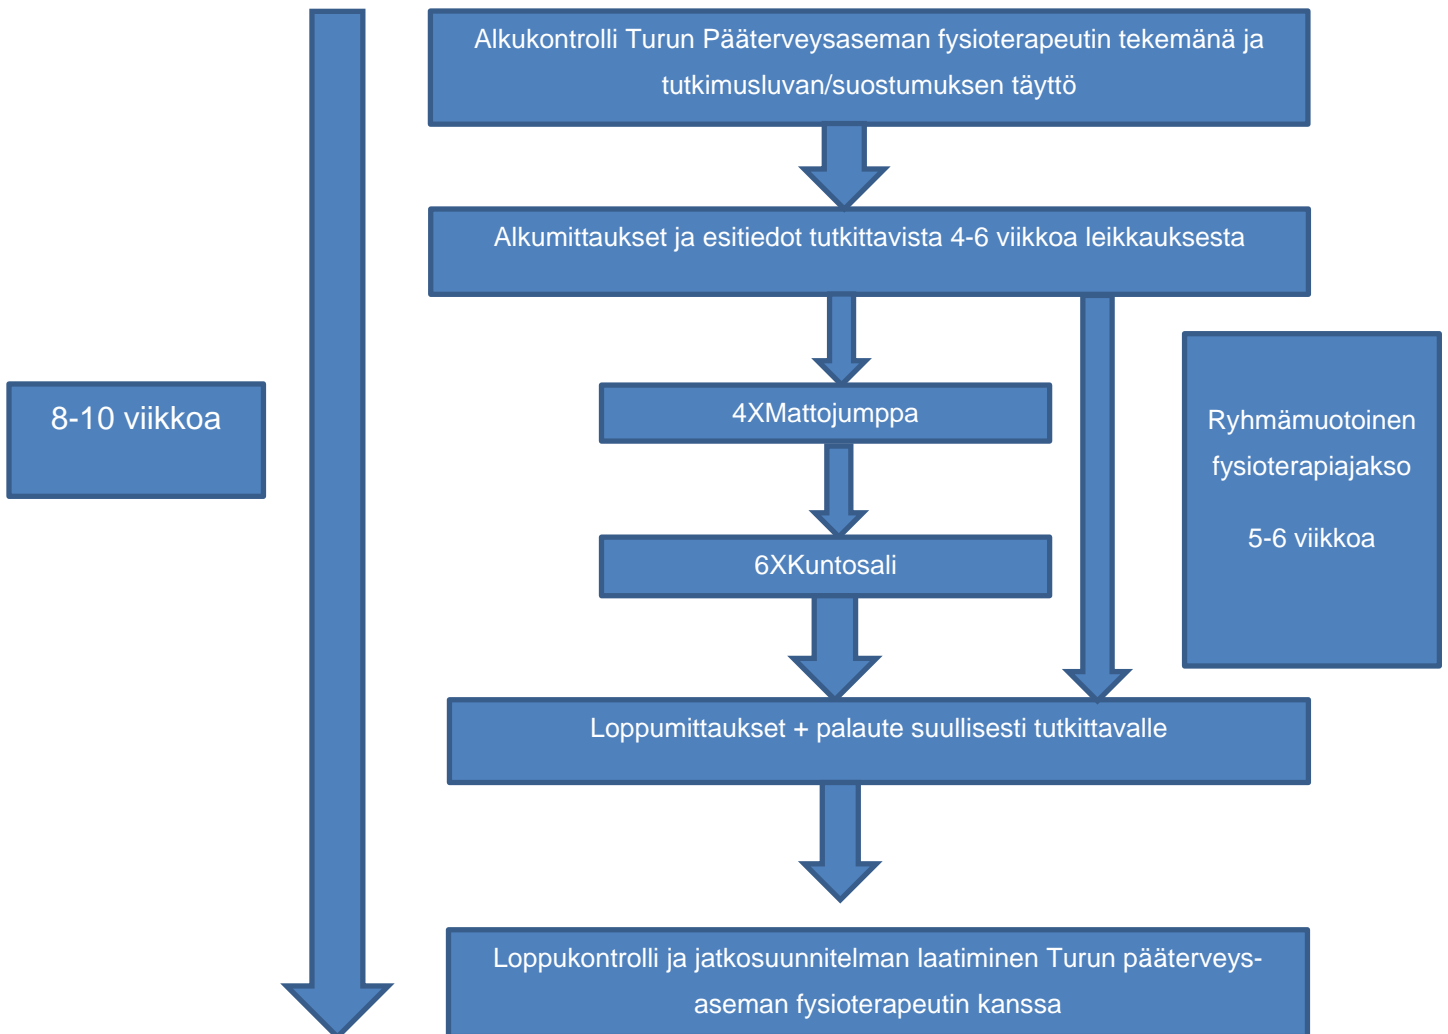 Alkukontrolli Turun Pääterveysaseman fysioterapeutin tekemänä ja
tutkimusluvan/suostumuksen täyttö
Alkumittaukset ja esitiedot tutkittavista 4-6 viikkoa leikkauksesta
8-10 viikkoa
4XMattojumppa
Ryhmämuotoinen
fysioterapiajakso
5-6 viikkoa
6XKuntosali
Loppumittaukset + palaute suullisesti tutkittavalle
Loppukontrolli ja jatkosuunnitelman laatiminen Turun pääterveys-
aseman fysioterapeutin kanssa